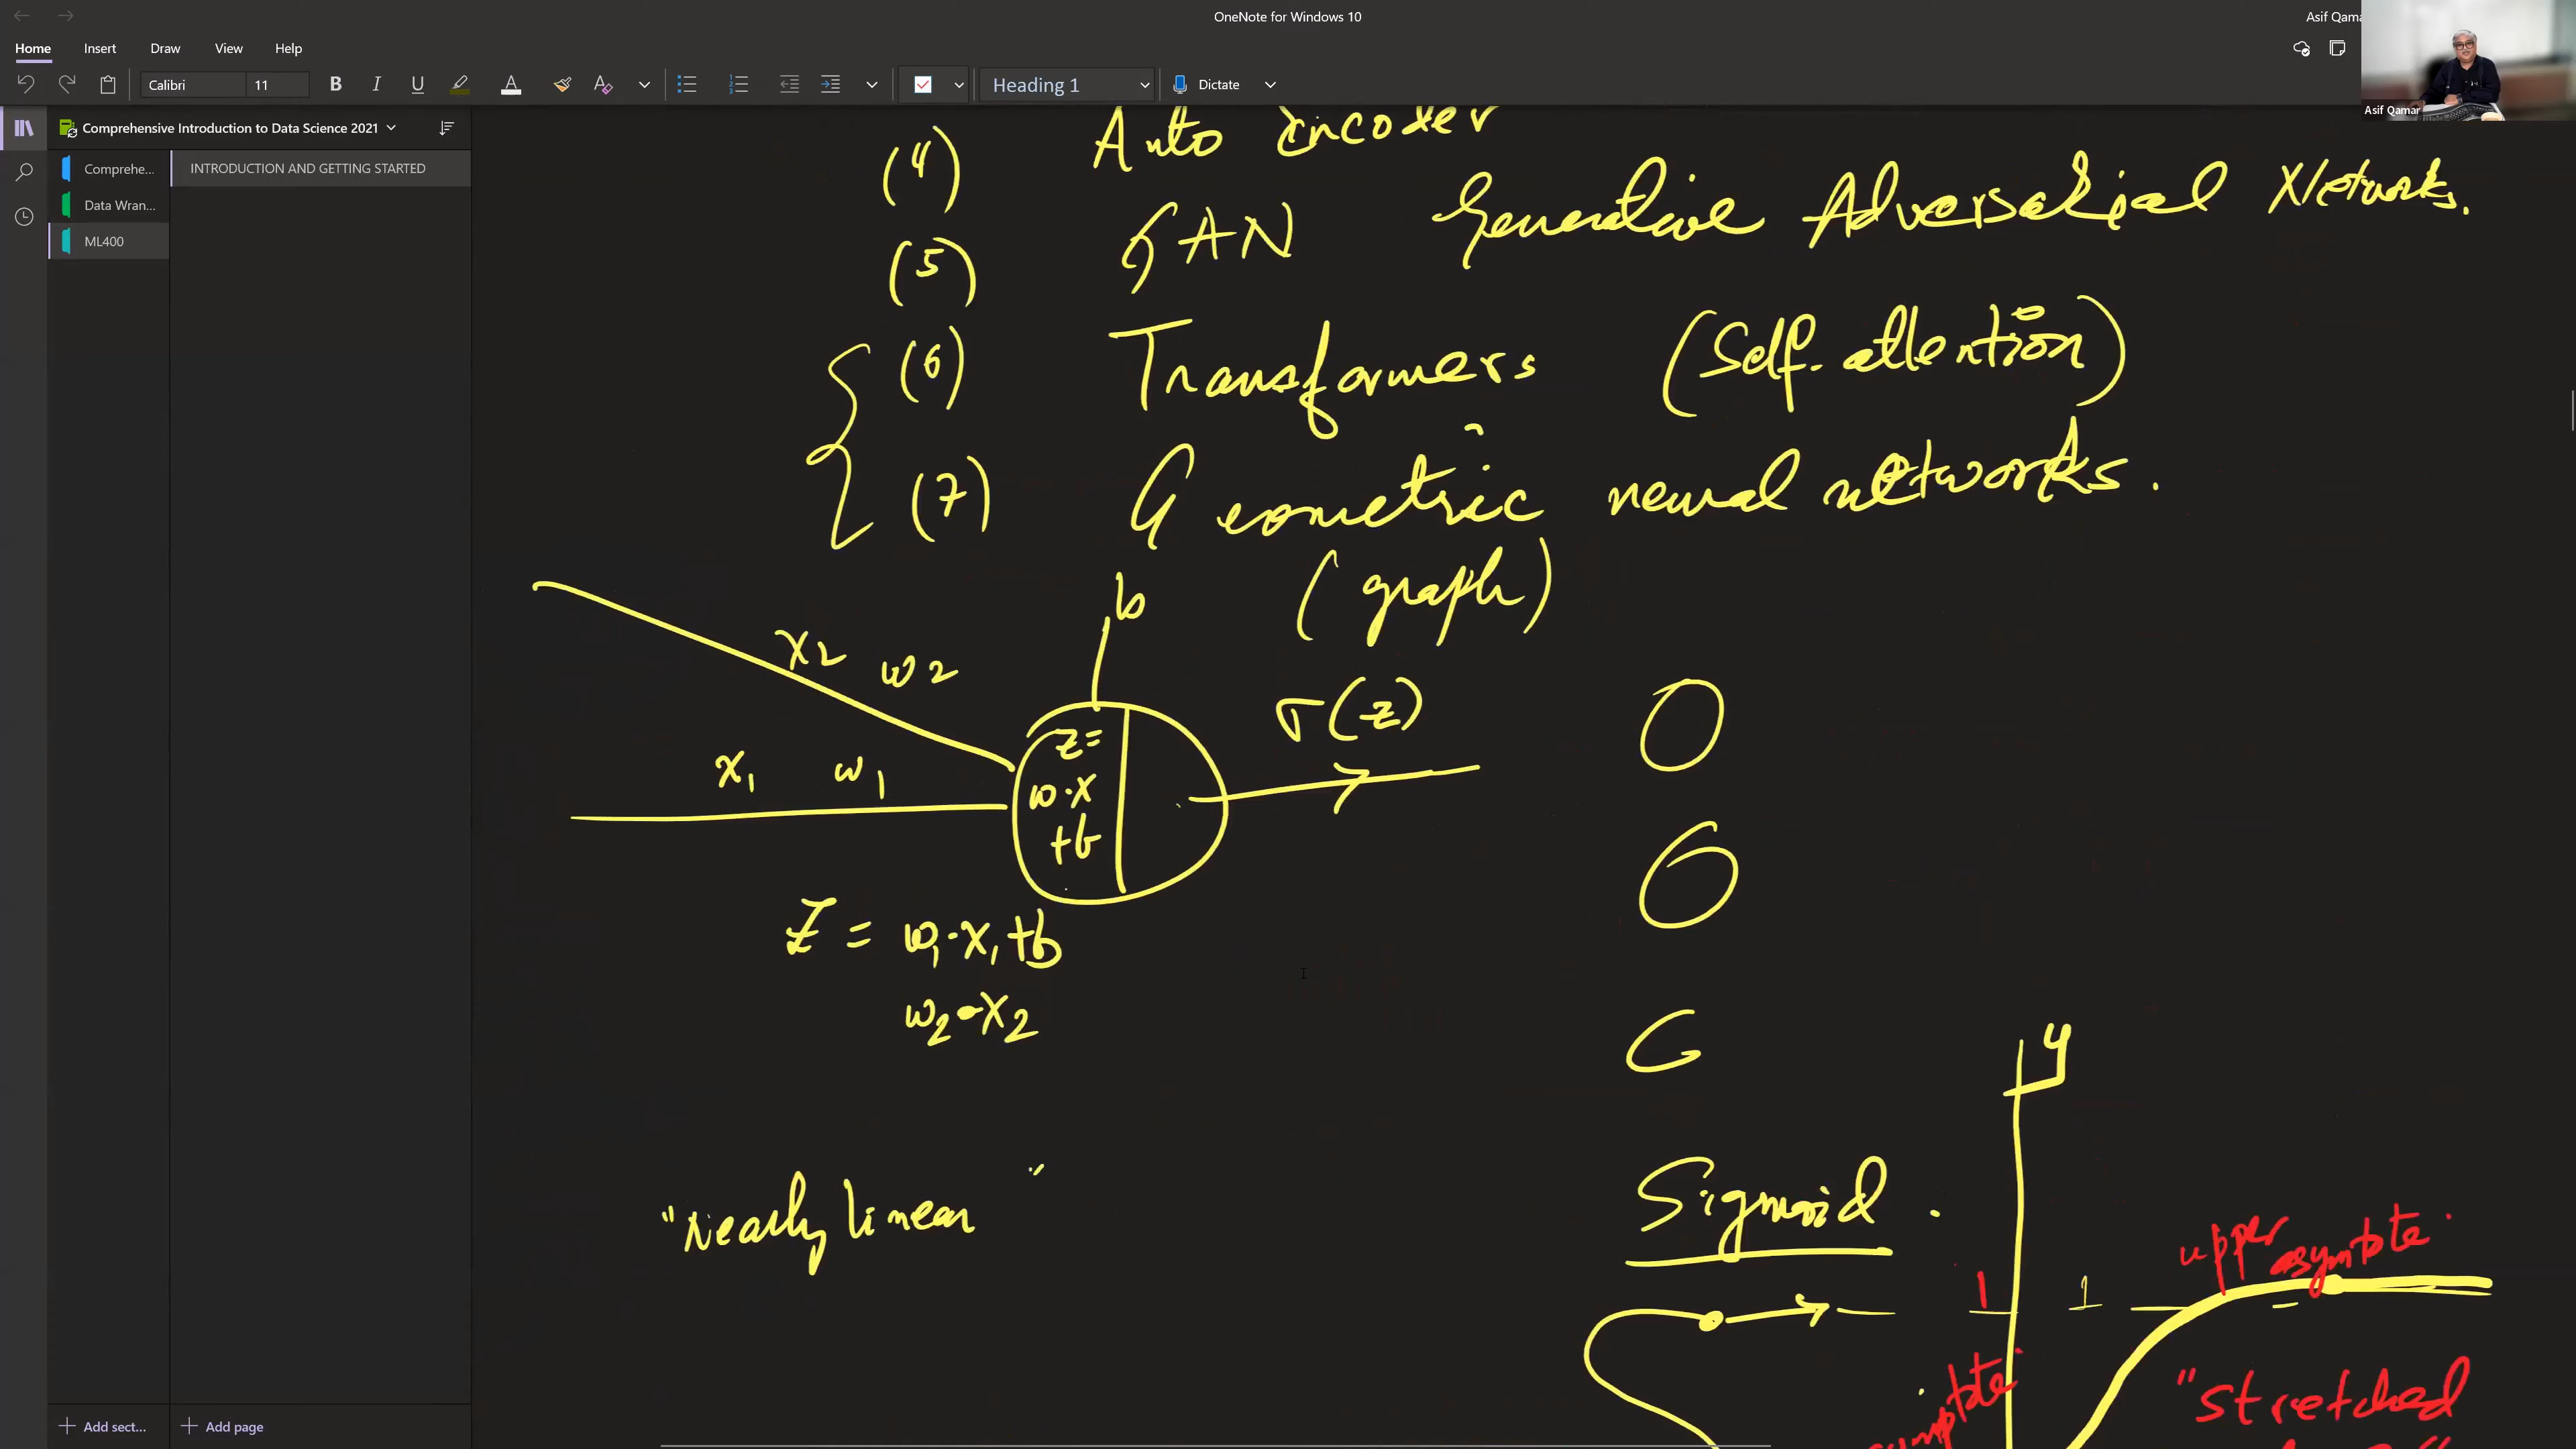 OneNote for Windows 10
Asif Qama
Home Insert Draw View Help
Calibri 11 B I U A Heading 1 Dictate
Asif Qamar
Comprehensive Introduction to Data Science 2021
Comprehe... INTRODUCTION AND GETTING STARTED
Data Wran...
ML400
(4) Auto Encoder
(5) GAN Generative Adversarial Networks.
(6) Transformers (Self-attention)
(7) Geometric neural networks.
(graph)
b
x2 w2
σ(z)
x1 w1
z=
w·x
+b
Z = w1·x1+b
w2·x2
"Nearly linear"
y
Sigmoid.
upper asymptote
1 1
"Stretched
Add sect... Add page